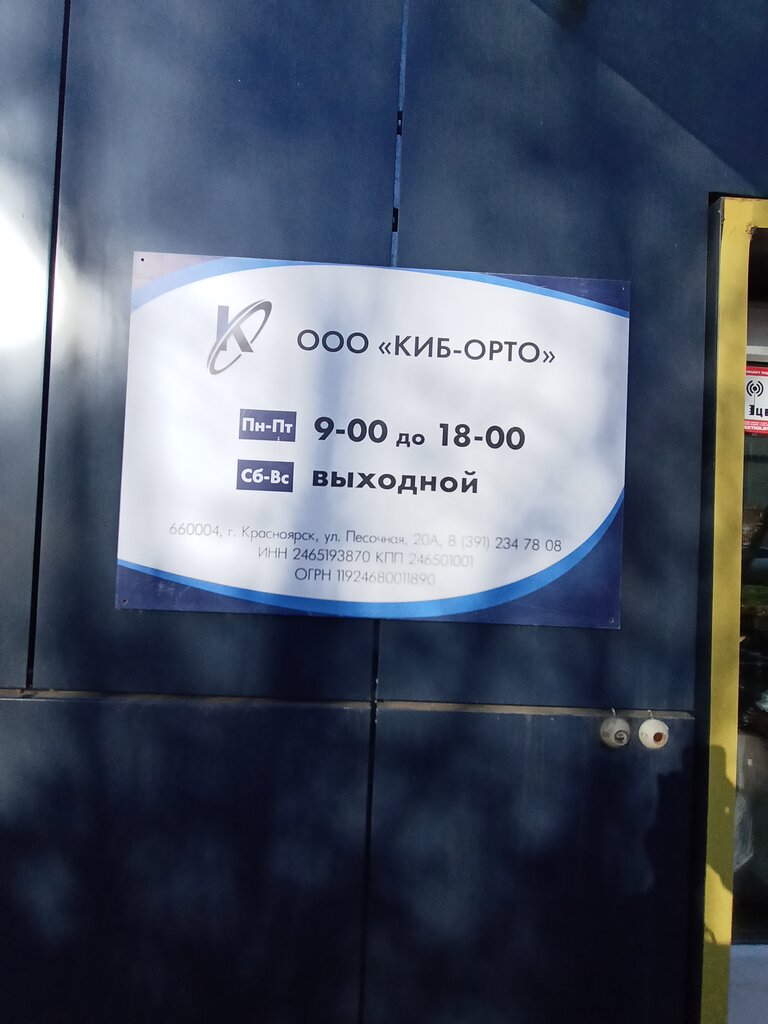 К
ООО «КИБ-ОРТО»
Пн-Пт 9-00 до 18-00
Сб-Вс выходной
660004, г. Красноярск, ул. Песочная, 20А, 8 (391) 234 78 08
ИНН 2465193870 КПП 246501001
ОГРН 1192468001890